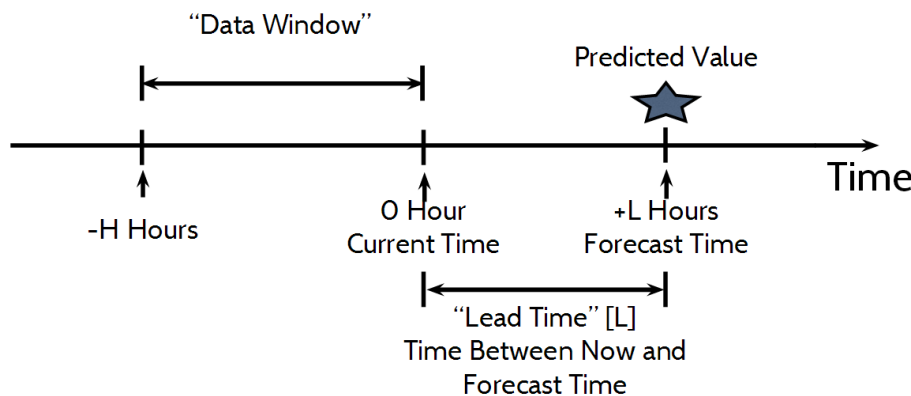 “Data Window”
Predicted Value
Time
-H Hours
0 Hour
Current Time
+L Hours
Forecast Time
“Lead Time” [L]
Time Between Now and
Forecast Time